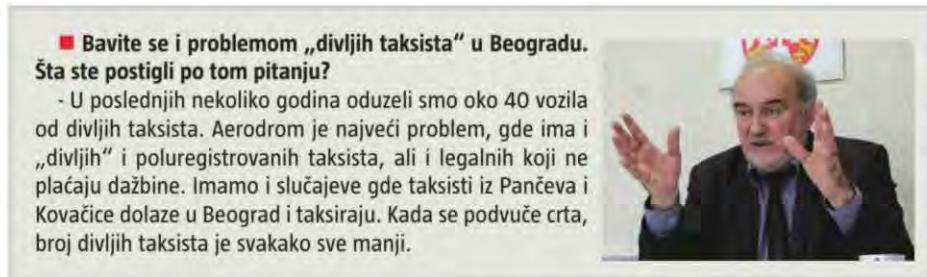 Bavite se i problemom „divljih taksista“ u Beogradu.
Šta ste postigli po tom pitanju?
- U poslednjih nekoliko godina oduzeli smo oko 40 vozila
od divljih taksista. Aerodrom je najveći problem, gde ima i
„divljih“ i poluregistrovanih taksista, ali i legalnih koji ne
plaćaju dažbine. Imamo i slučajeve gde taksisti iz Pančeva i
Kovačice dolaze u Beograd i taksiraju. Kada se podvuče crta,
broj divljih taksista je svakako sve manji.